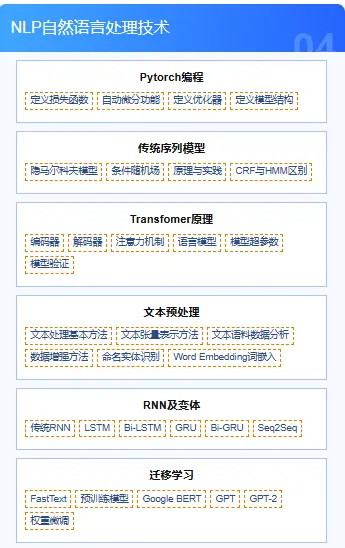 NLP自然语言处理技术
04
Pytorch编程
定义损失函数 自动微分功能 定义优化器 定义模型结构
传统序列模型
隐马尔科夫模型 条件随机场 原理与实践 CRF与HMM区别
Transfomer原理
编码器 解码器 注意力机制 语言模型 模型超参数
模型验证
文本预处理
文本处理基本方法 文本张量表示方法 文本语料数据分析
数据增强方法 命名实体识别 Word Embedding词嵌入
RNN及变体
传统RNN LSTM Bi-LSTM GRU Bi-GRU Seq2Seq
迁移学习
FastText 预训练模型 Google BERT GPT GPT-2
权重微调